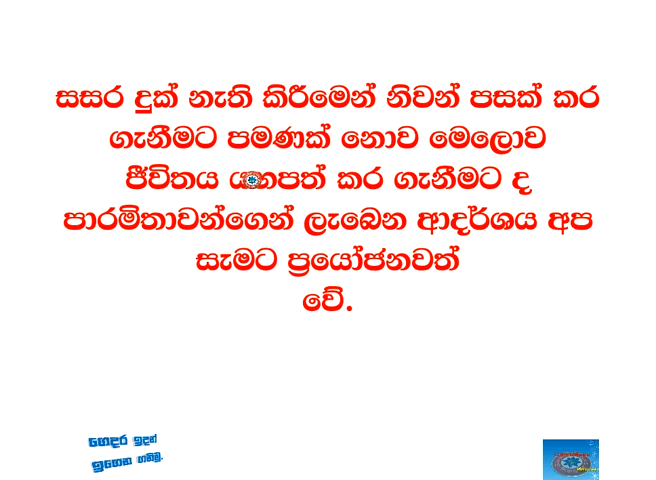 සසර දුක් නැති කිරීමෙන් නිවන් පසක් කර
ගැනීමට පමණක් නොව මෙලොව
ජීවිතය යහපත් කර ගැනීමට ද
පාරමිතාවන්ගෙන් ලැබෙන ආදර්ශය අප
සැමට ප්‍රයෝජනවත්
වේ.
ගෙදර ඉඳන්
ඉගෙන ගනිමු.